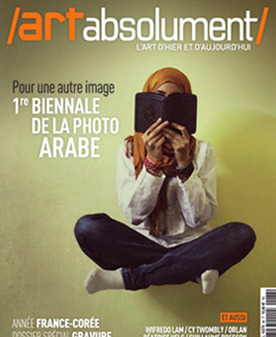 /artabsolument/
L'ART D'HIER ET D'AUJOURD'HUI
Pour une autre image
1re BIENNALE
DE LA PHOTO
ARABE
ET AUSSI
ANNÉE FRANCE-CORÉE
WIFREDO LAM / CY TWOMBLY / ORLAN
DOSSIER SPÉCIAL GRAVURE